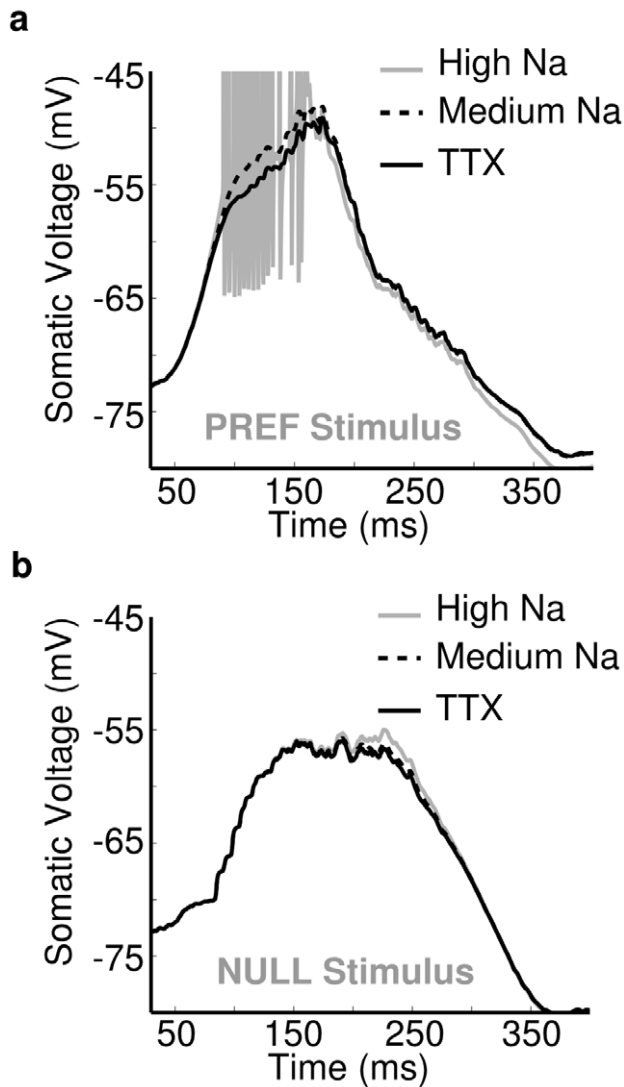 a
Somatic Voltage (mV)
-45
-55
-65
-75
High Na
Medium Na
TTX
PREF Stimulus
50 150 250 350
Time (ms)
b
Somatic Voltage (mV)
-45
-55
-65
-75
High Na
Medium Na
TTX
NULL Stimulus
50 150 250 350
Time (ms)